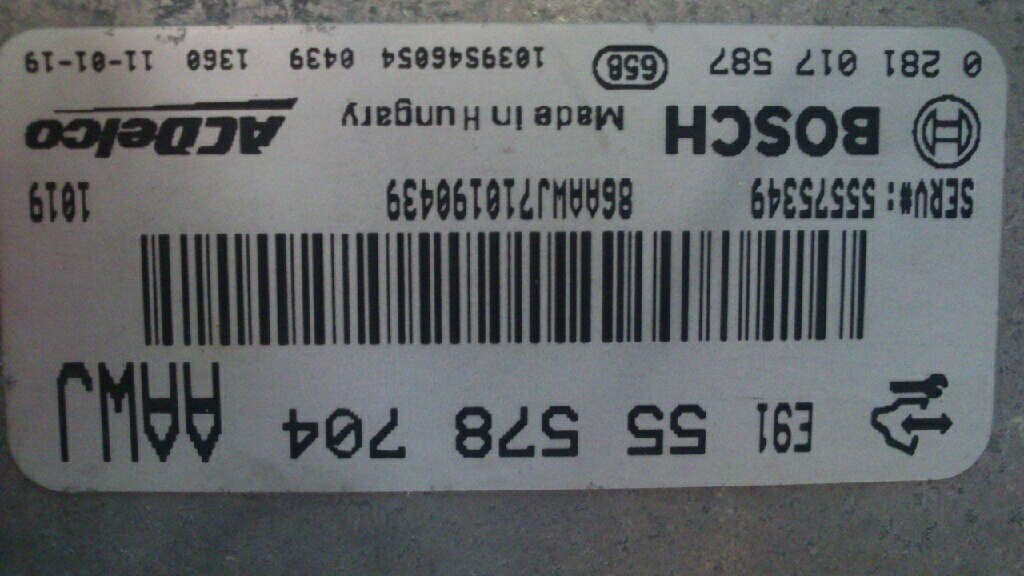 E91 55 578 704 AAWJ
SERV#: 55575349 86AAWJ710190439 1019
BOSCH Made in Hungary ACDelco
0 281 017 587 658 1039S46054 0439 1360 11-01-19